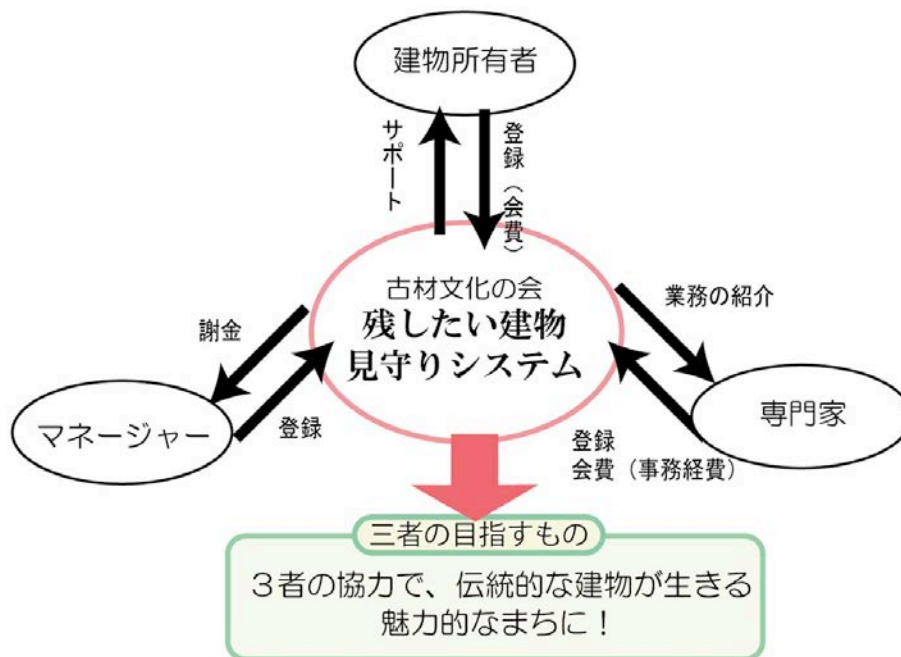 建物所有者
サポート
登録（会費）
古材文化の会
残したい建物
見守りシステム
謝金
登録
マネージャー
業務の紹介
専門家
登録
会費（事務経費）
三者の目指すもの
３者の協力で、伝統的な建物が生きる
魅力的なまちに！